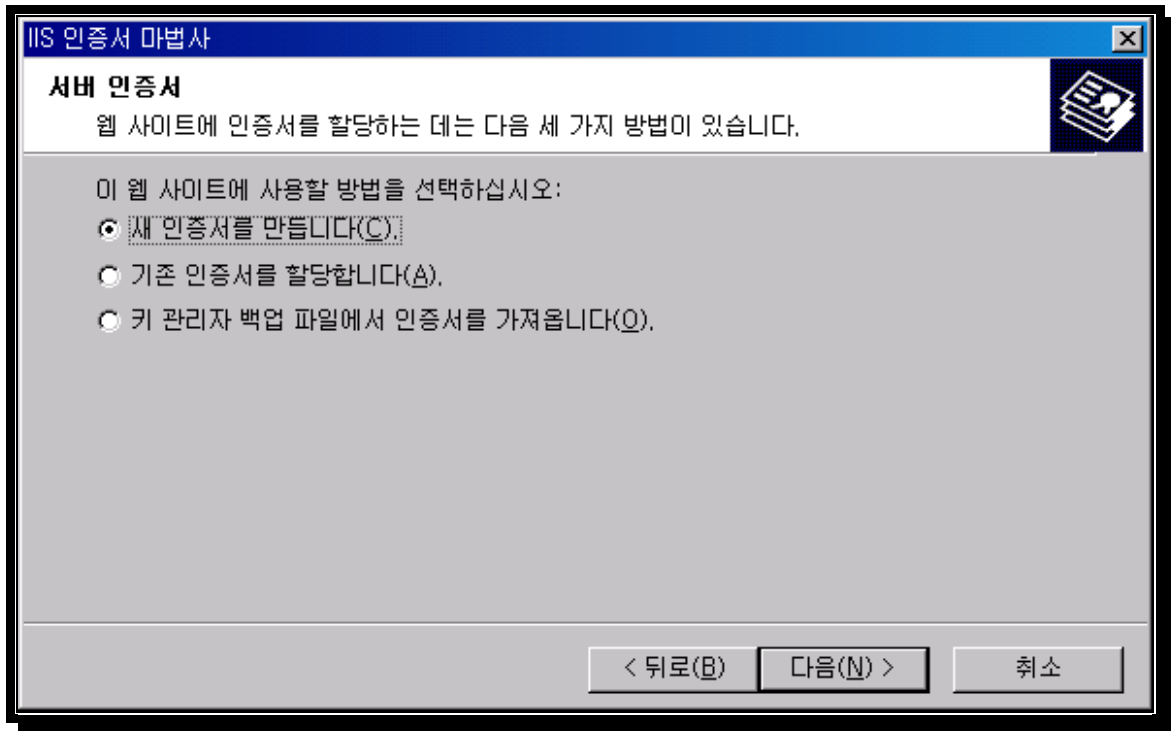 IIS 인증서 마법사
서버 인증서
웹 사이트에 인증서를 할당하는 데는 다음 세 가지 방법이 있습니다.
이 웹 사이트에 사용할 방법을 선택하십시오:
새 인증서를 만듭니다(C).
기존 인증서를 할당합니다(A).
키 관리자 백업 파일에서 인증서를 가져옵니다(O).
< 뒤로(B) 다음(N) > 취소